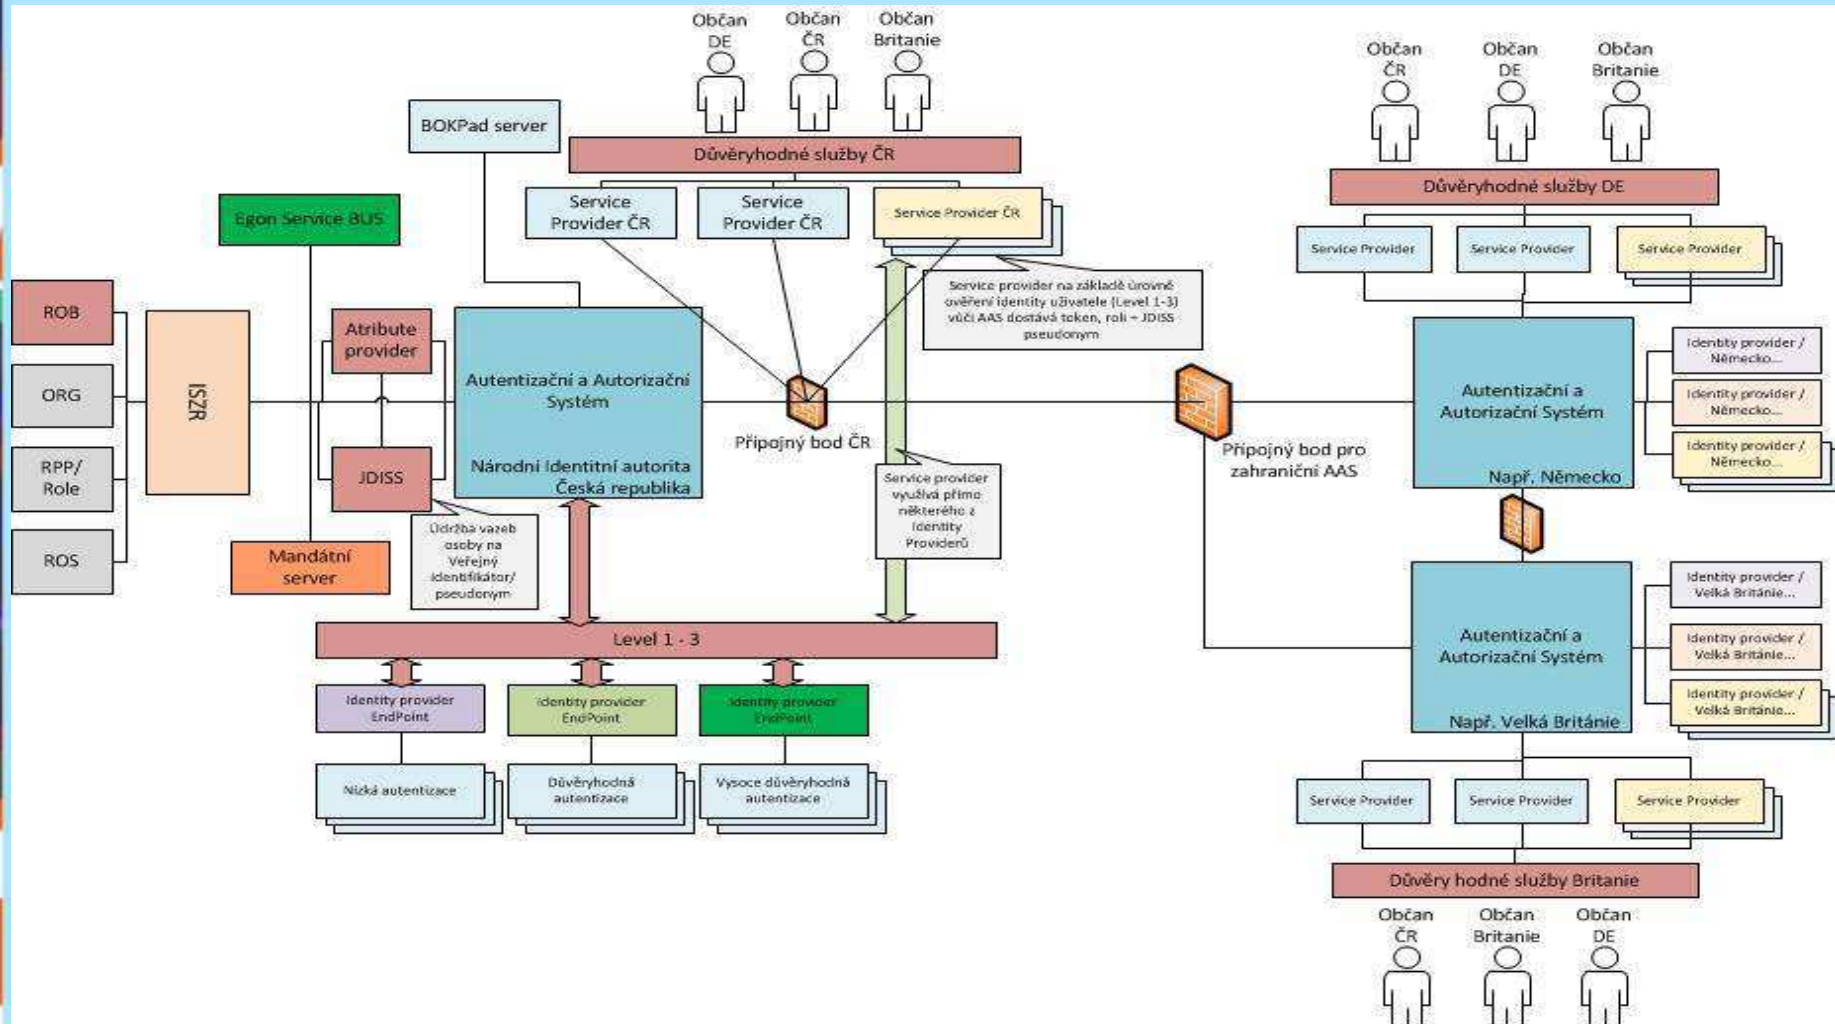 Občan
DE
Občan
ČR
Občan
Britanie
BOKPad server
Důvěryhodné služby ČR
Service
Provider ČR
Service
Provider ČR
Service Provider ČR
Egon Service BUS
Service provider na základě úrovně
ověření identity uživatele (Level 1-3)
vůči AAS dostává token, roli + JDISS
pseudonym
ROB
ORG
RPP/
Role
ROS
ISZR
Atribute
provider
JDISS
Autentizační a Autorizační
Systém
Národní Identitní autorita
Česká republika
Přípojný bod ČR
Přípojný bod pro
zahraniční AAS
Service provider
využívá přímo
některého z
Identity
Providerů
Údržba vazeb
osoby na
Veřejný
identifikátor/
pseudonym
Mandátní
server
Level 1 - 3
Identity provider
EndPoint
Identity provider
EndPoint
Identity provider
EndPoint
Nízká autentizace
Důvěryhodná
autentizace
Vysoce důvěryhodná
autentizace
Občan
ČR
Občan
DE
Občan
Britanie
Důvěryhodné služby DE
Service Provider
Service Provider
Service Provider
Autentizační a
Autorizační Systém
Např. Německo
Identity provider /
Německo...
Identity provider /
Německo...
Identity provider /
Německo...
Autentizační a
Autorizační Systém
Např. Velká Británie
Identity provider /
Velká Británie...
Identity provider /
Velká Británie...
Identity provider /
Velká Británie...
Service Provider
Service Provider
Service Provider
Důvěry hodné služby Britanie
Občan
ČR
Občan
Britanie
Občan
DE